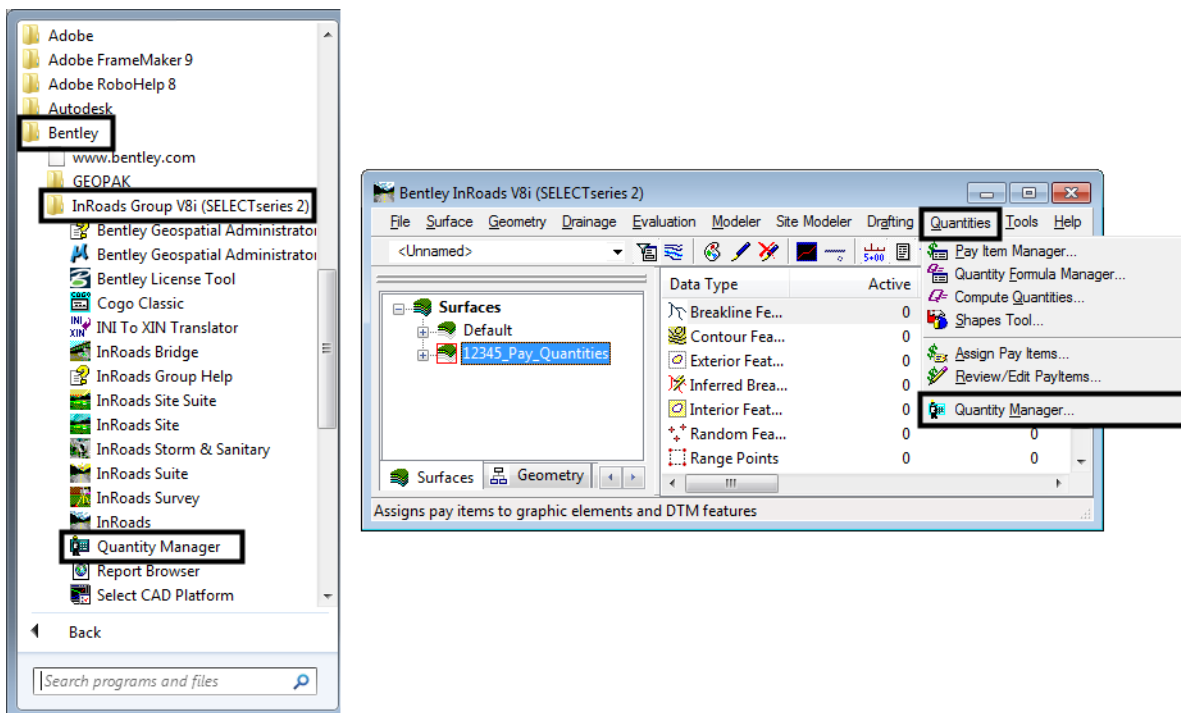 Adobe
Adobe FrameMaker 9
Adobe RoboHelp 8
Autodesk
Bentley
www.bentley.com
GEOPAK
InRoads Group V8i (SELECTseries 2)
Bentley Geospatial Administrator
Bentley Geospatial Administrator
Bentley License Tool
Cogo Classic
INI To XIN Translator
InRoads Bridge
InRoads Group Help
InRoads Site Suite
InRoads Site
InRoads Storm & Sanitary
InRoads Suite
InRoads Survey
InRoads
Quantity Manager
Report Browser
Select CAD Platform
Back
Search programs and files
Bentley InRoads V8i (SELECTseries 2)
File Surface Geometry Drainage Evaluation Modeler Site Modeler Drafting Quantities Tools Help
<Unnamed>
5+00
Surfaces
Default
12345_Pay_Quantities
Surfaces Geometry
Data Type Active
Breakline Fe... 0
Contour Fea... 0
Exterior Feat... 0
Inferred Brea... 0
Interior Feat... 0
Random Fea... 0 0
Range Points 0 0
Pay Item Manager...
Quantity Formula Manager...
Compute Quantities...
Shapes Tool...
Assign Pay Items...
Review/Edit PayItems...
Quantity Manager...
Assigns pay items to graphic elements and DTM features